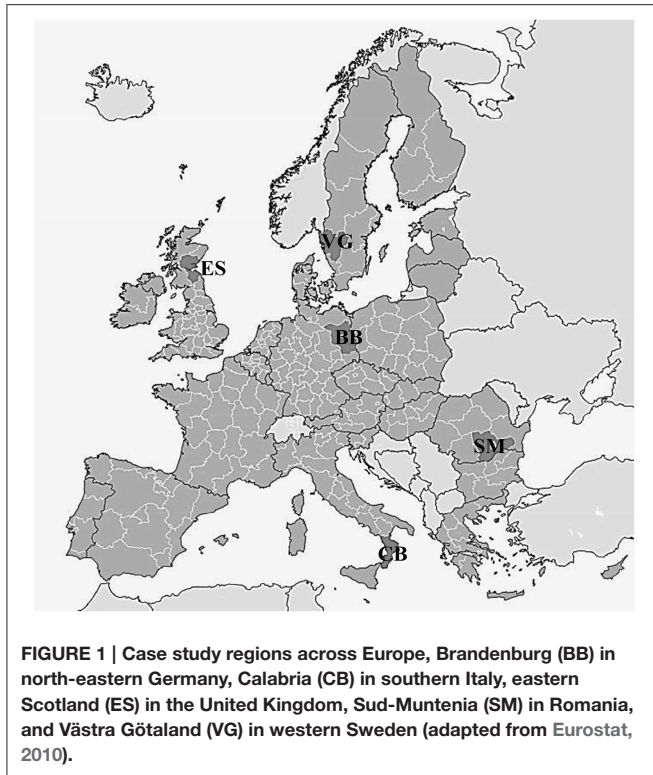 VG
ES
BB
SM
CB
FIGURE 1 | Case study regions across Europe, Brandenburg (BB) in
north-eastern Germany, Calabria (CB) in southern Italy, eastern
Scotland (ES) in the United Kingdom, Sud-Muntenia (SM) in Romania,
and Västra Götaland (VG) in western Sweden (adapted from Eurostat,
2010).